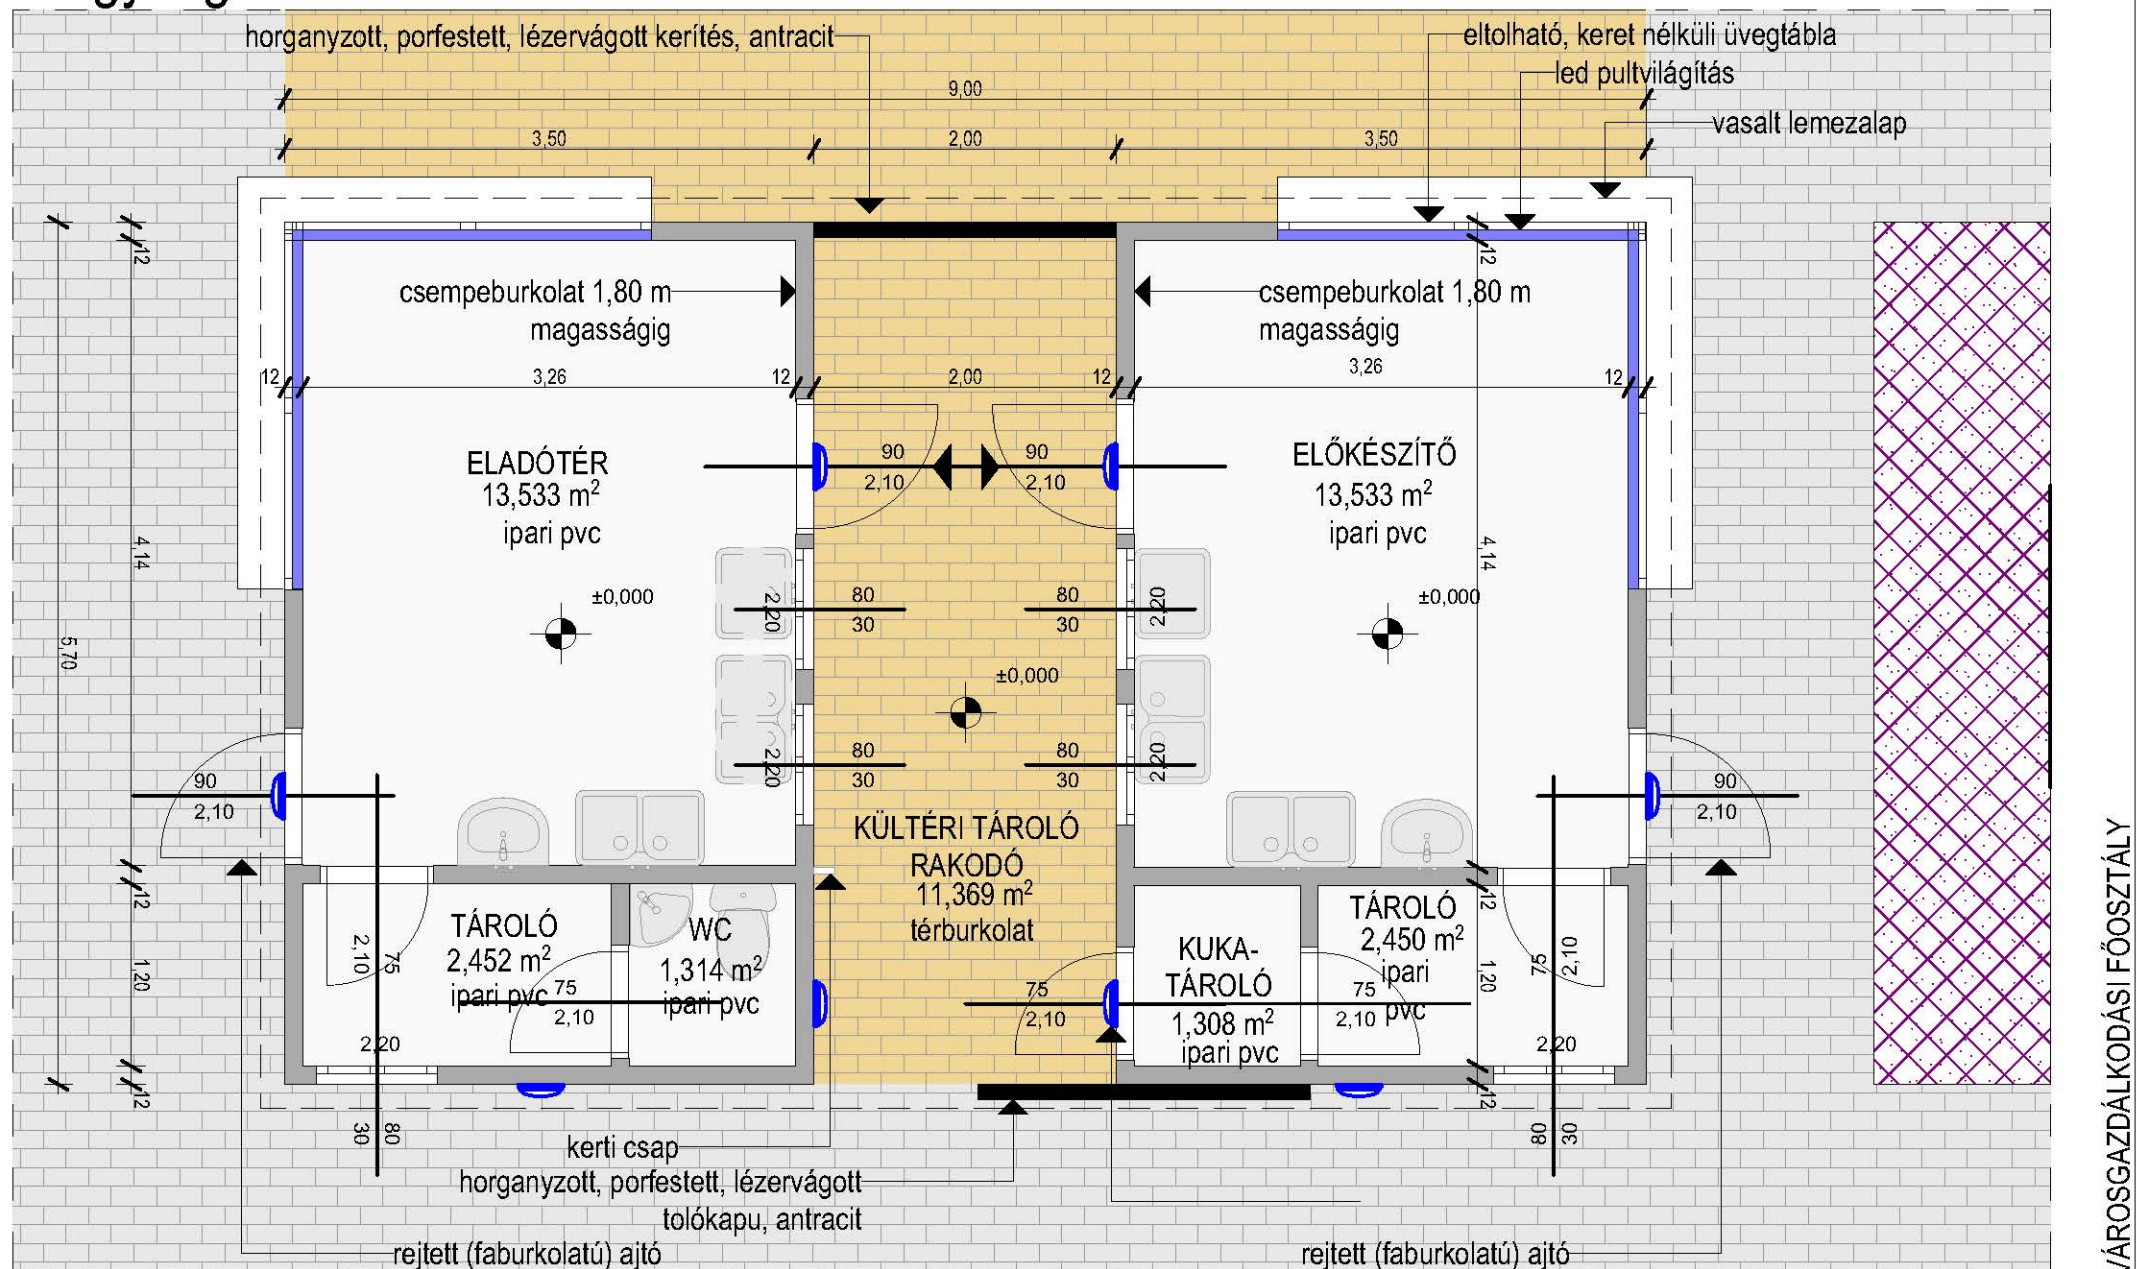 horganyzott, porfestett, lézervágott kerítés, antracit
eltolható, keret nélküli üvegtábla
led pultvilágítás
vasalt lemezalap
9,00
3,50
2,00
3,50
12
12
csempeburkolat 1,80 m
magasságig
csempeburkolat 1,80 m
magasságig
12
3,26
12
2,00
12
3,26
12
ELADÓTÉR
13,533 m²
ipari pvc
90
2,10
90
2,10
ELŐKÉSZÍTŐ
13,533 m²
ipari pvc
4,14
4,14
±0,000
2,20
80
30
80
30
2,20
±0,000
5,70
±0,000
2,20
80
30
80
30
2,20
90
2,10
90
2,10
KÜLTÉRI TÁROLÓ
RAKODÓ
11,369 m²
térburkolat
12
12
TÁROLÓ
2,452 m²
ipari pvc
2,10
75
75
2,10
WC
1,314 m²
ipari pvc
1,20
75
2,10
KUKA-
TÁROLÓ
1,308 m²
ipari pvc
TÁROLÓ
2,450 m²
ipari
pvc
75
2,10
1,20
75
2,10
2,20
2,20
12
12
30
80
80
30
kerti csap
horganyzott, porfestett, lézervágott
tolókapu, antracit
rejtett (faburkolatú) ajtó
rejtett (faburkolatú) ajtó
VÁROSGAZDÁLKODÁSI FŐOSZTÁLY